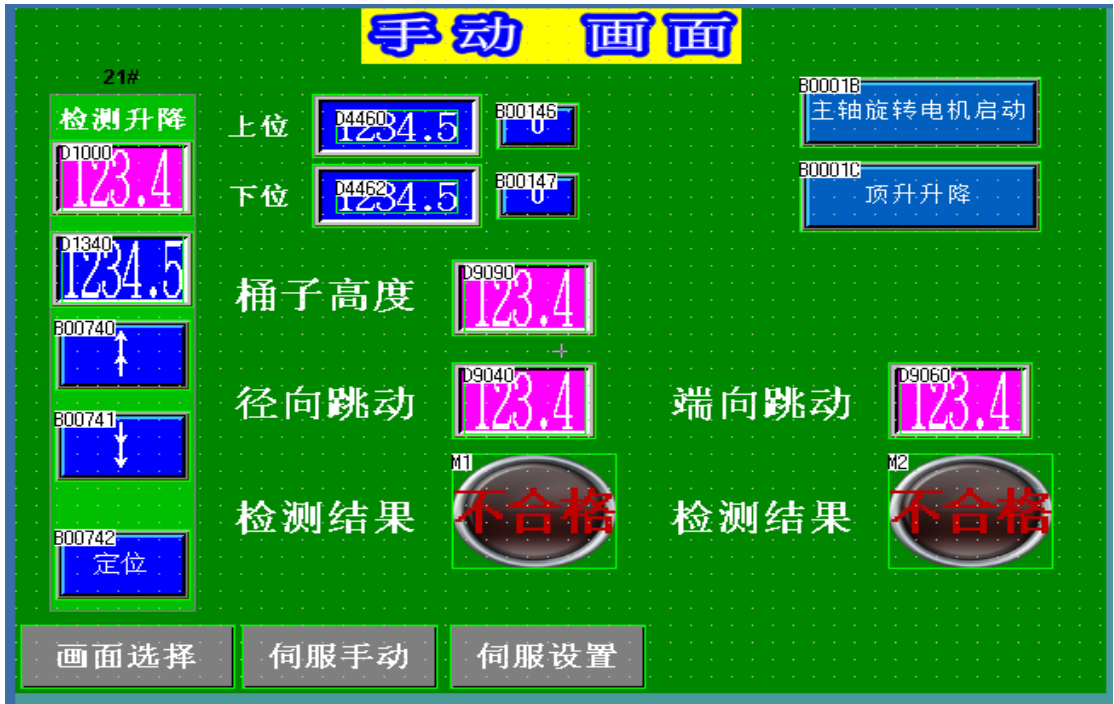 手动 画面
21#
检测升降
D1000
123.4
D1340
1234.5
B00740
B00741
B00742
定位
上位
D4460
1234.5
B00146
0
下位
D4462
1234.5
B00147
0
B0001B
主轴旋转电机启动
B0001C
顶升升降
桶子高度
D9090
123.4
径向跳动
D9040
123.4
端向跳动
D9060
123.4
检测结果
M1
不合格
检测结果
M2
不合格
画面选择
伺服手动
伺服设置